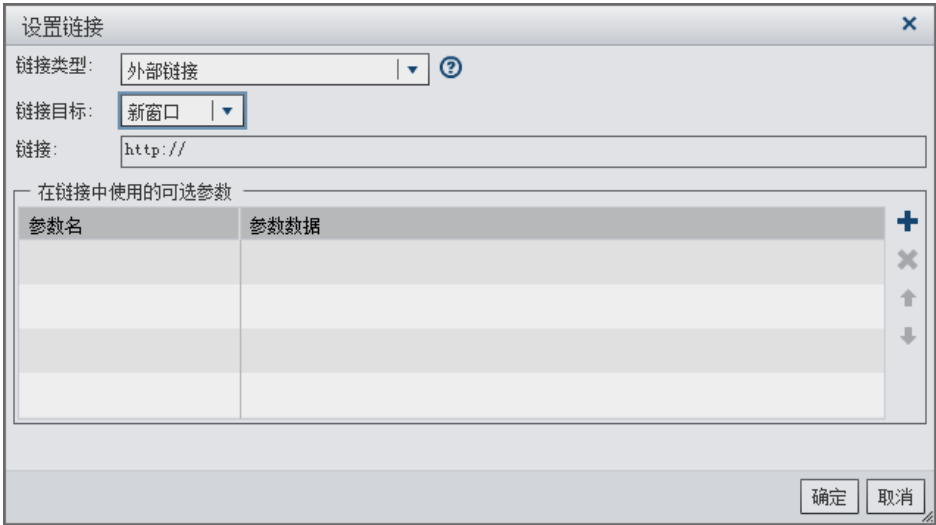 设置链接
链接类型: 外部链接
链接目标: 新窗口
链接: http://
在链接中使用的可选参数
参数名 参数数据
确定 取消